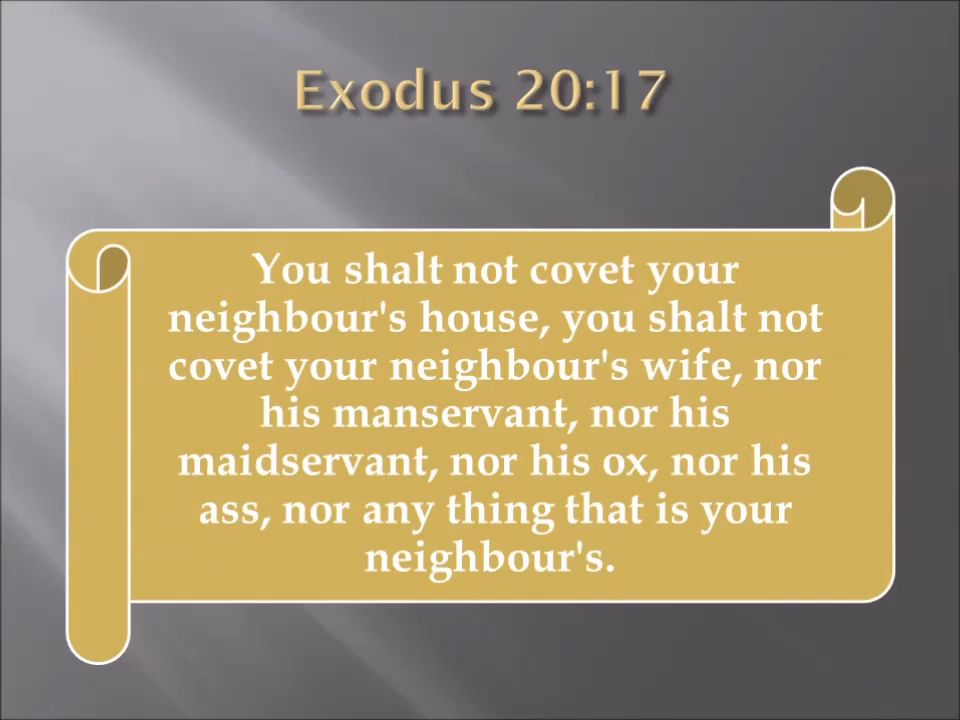 Exodus 20:17
You shalt not covet your
neighbour's house, you shalt not
covet your neighbour's wife, nor
his manservant, nor his
maidservant, nor his ox, nor his
ass, nor any thing that is your
neighbour's.